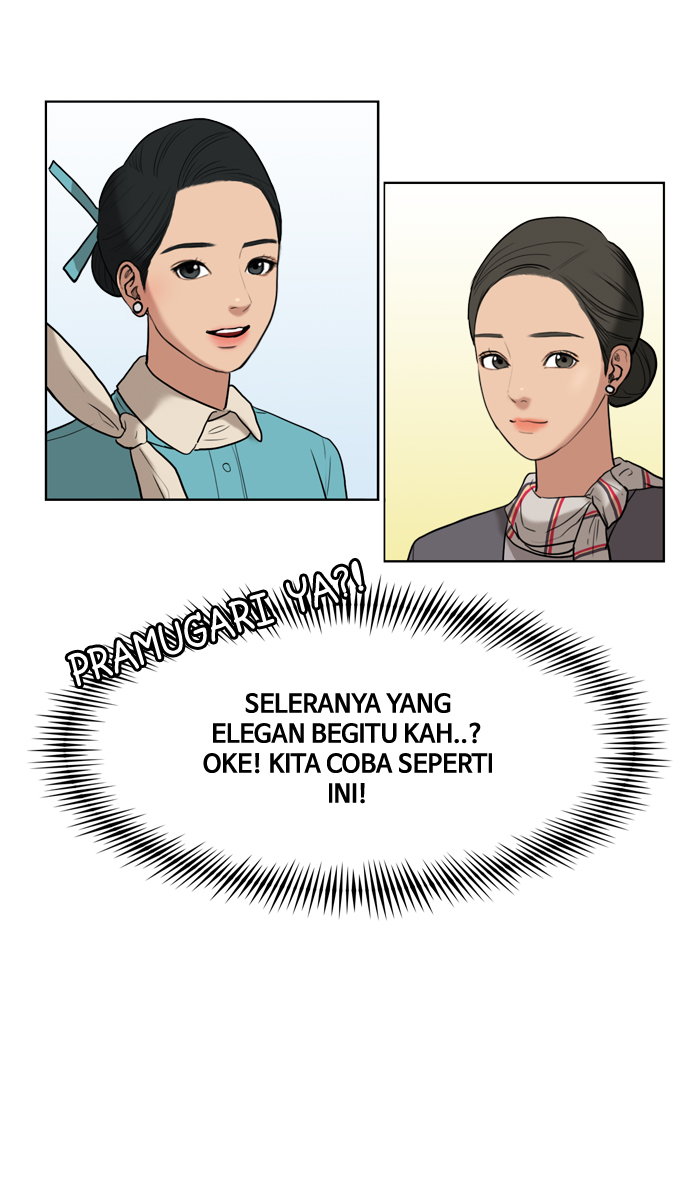 PRAMUGARI YA?!
SELERANYA YANG
ELEGAN BEGITU KAH..?
OKE! KITA COBA SEPERTI
INI!